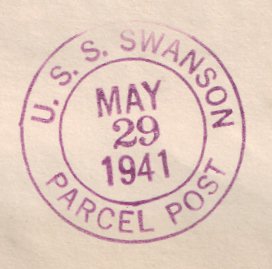 U. S. S. SWANSON
MAY
29
1941
PARCEL POST